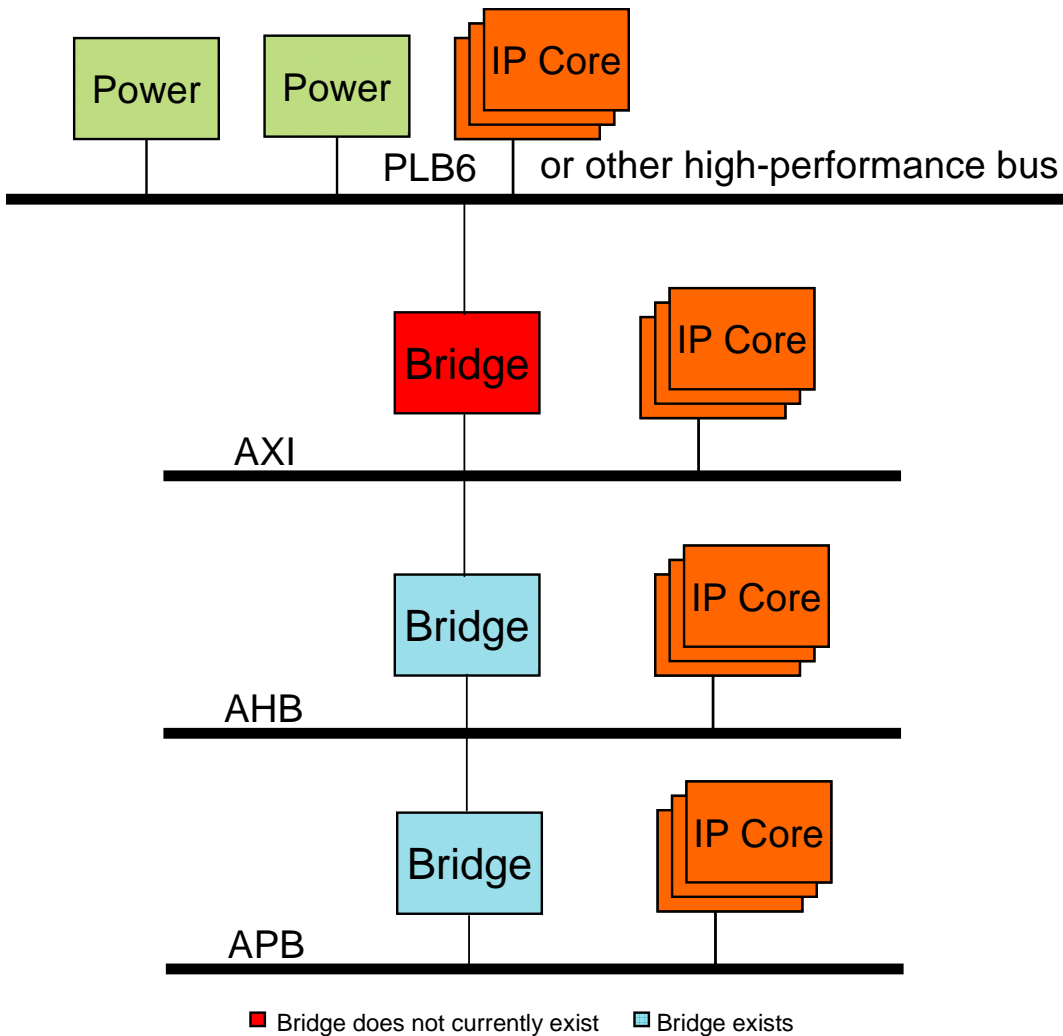 Power
Power
IP Core
PLB6
or other high-performance bus
Bridge
IP Core
AXI
Bridge
IP Core
AHB
Bridge
IP Core
APB
Bridge does not currently exist
Bridge exists